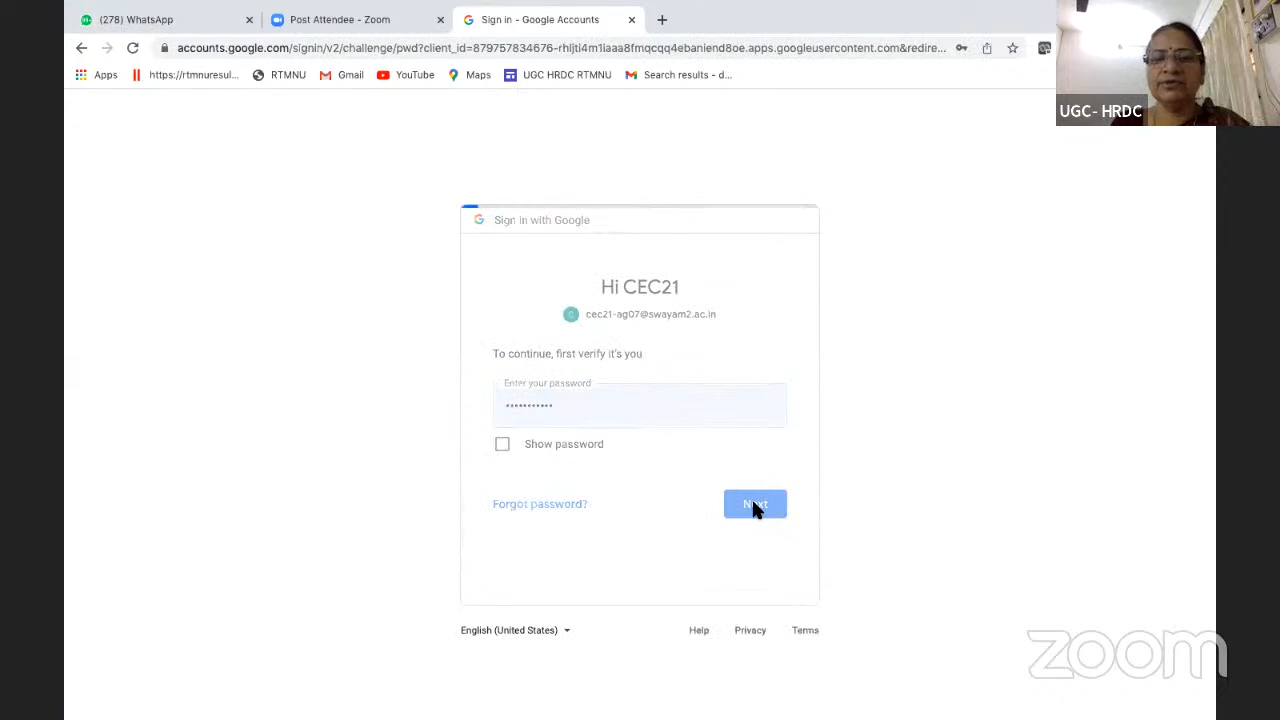 (278) WhatsApp
Post Attendee - Zoom
Sign in - Google Accounts
accounts.google.com/signin/v2/challenge/pwd?client_id=879757834676-rhljti4m1iaaa8fmqcqq4ebaniend8oe.apps.googleusercontent.com&redire...
Apps
https://rtmnuresul...
RTMNU
Gmail
YouTube
Maps
UGC HRDC RTMNU
Search results - d...
UGC- HRDC
Sign in with Google
Hi CEC21
cec21-ag07@swayam2.ac.in
To continue, first verify it's you
Enter your password
•••••••••••
Show password
Forgot password?
Next
English (United States)
Help
Privacy
Terms
zoom